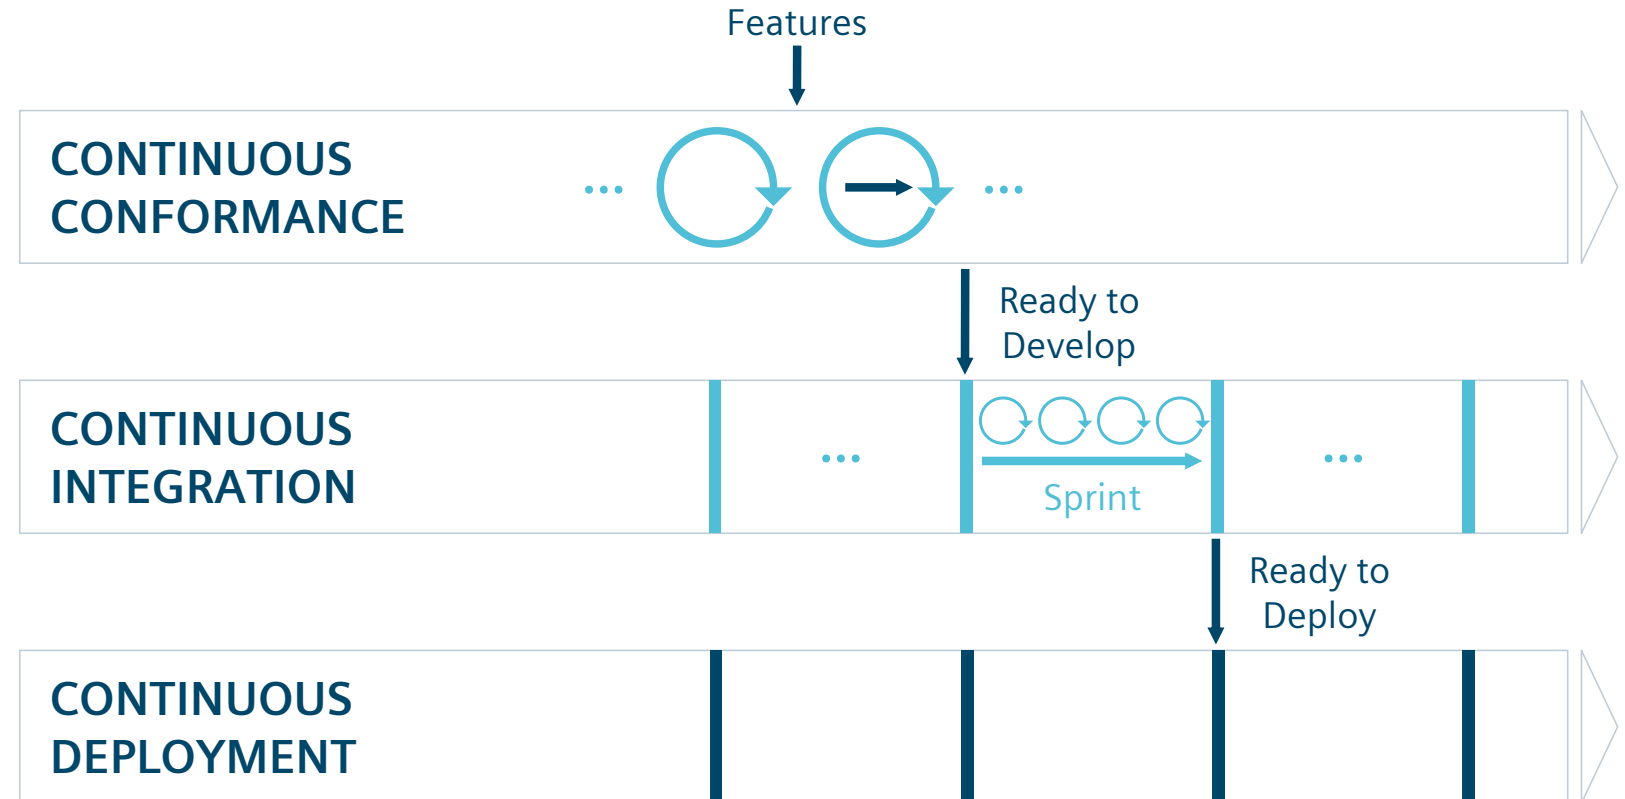 Features
CONTINUOUS
CONFORMANCE
...
...
Ready to
Develop
CONTINUOUS
INTEGRATION
...
Sprint
...
Ready to
Deploy
CONTINUOUS
DEPLOYMENT